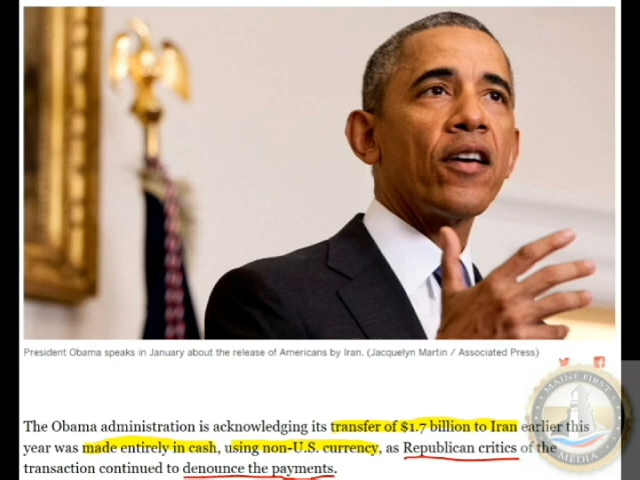 President Obama speaks in January about the release of Americans by Iran. (Jacquelyn Martin / Associated Press)
The Obama administration is acknowledging its transfer of $1.7 billion to Iran earlier this
year was made entirely in cash, using non-U.S. currency, as Republican critics of the
transaction continued to denounce the payments.
MAINE FIRST
MEDIA